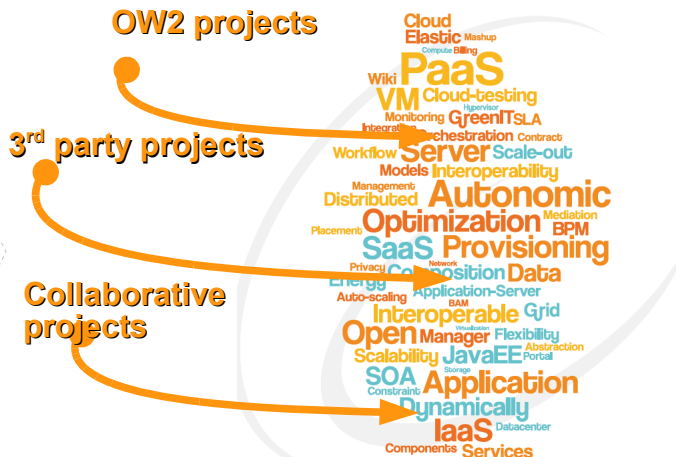 OW2 projects
3rd party projects
Collaborative
projects
Cloud
Elastic Mashup
Compute Billing
Wiki PaaS
VM Cloud-testing
Hypervisor
Monitoring GreenIT SLA
Integration Orchestration Contract
Workflow Server Scale-out
Models Interoperability
Management
Distributed Autonomic
Placement Optimization Mediation
BPM
SaaS Provisioning
Privacy Network
Energy Composition Data
Auto-scaling Application-Server
BAM
Interoperable Grid
Virtualization
Open Manager Flexibility
Abstraction
Scalability JavaEE Portal
Storage
SOA Application
Constraint
Dynamically
IaaS Datacenter
Components Services